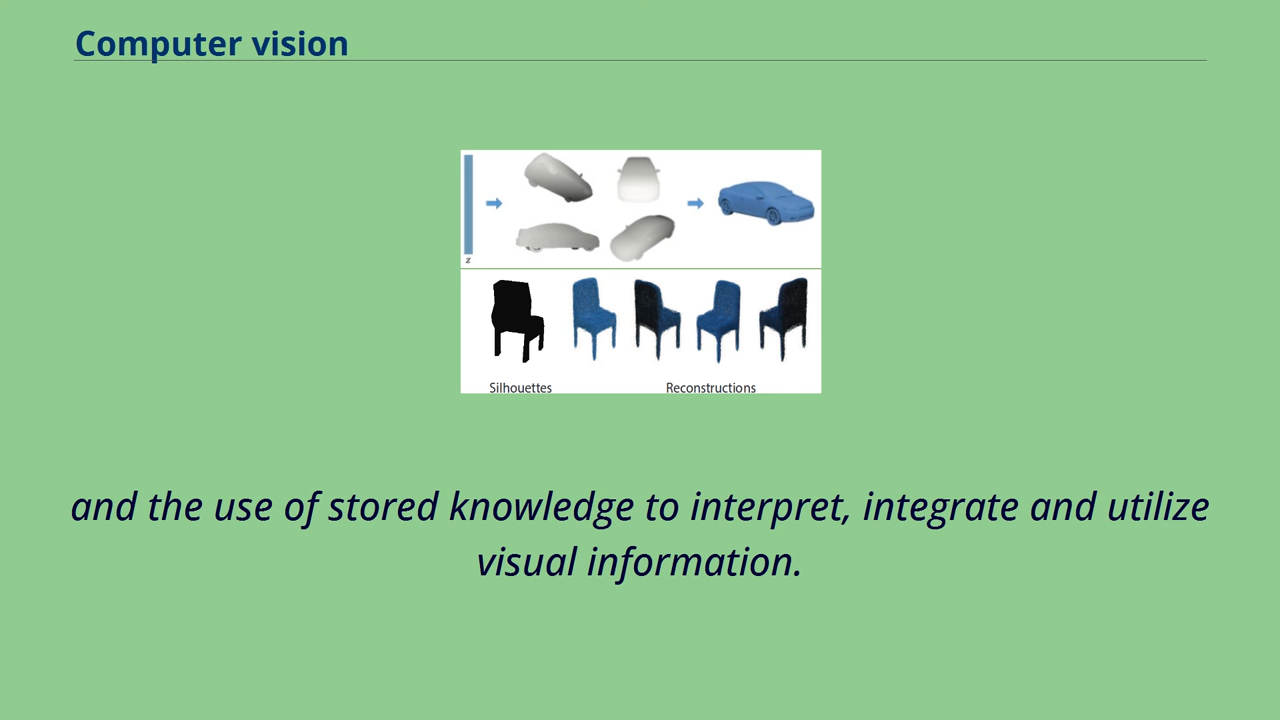 Computer vision
z
Silhouettes
Reconstructions
and the use of stored knowledge to interpret, integrate and utilize
visual information.